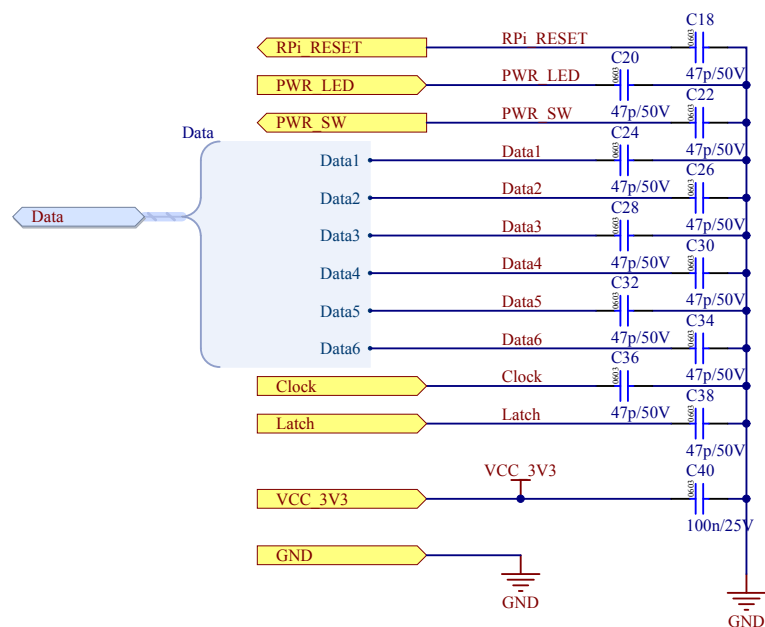 C18
RPi_RESET RPi_RESET 0603
C20 47p/50V
PWR_LED PWR_LED 0603
C22
PWR_SW PWR_SW 47p/50V 0603
Data C24 47p/50V
Data1 Data1 0603
C26
Data2 Data2 47p/50V 0603
C28 47p/50V
Data Data3 Data3 0603
C30
Data4 Data4 47p/50V 0603
C32 47p/50V
Data5 Data5 0603
C34
Data6 Data6 47p/50V 0603
C36 47p/50V
Clock Clock 0603
C38
Latch Latch 47p/50V 0603
47p/50V
VCC_3V3 C40
VCC_3V3 0603
100n/25V
GND
GND
GND